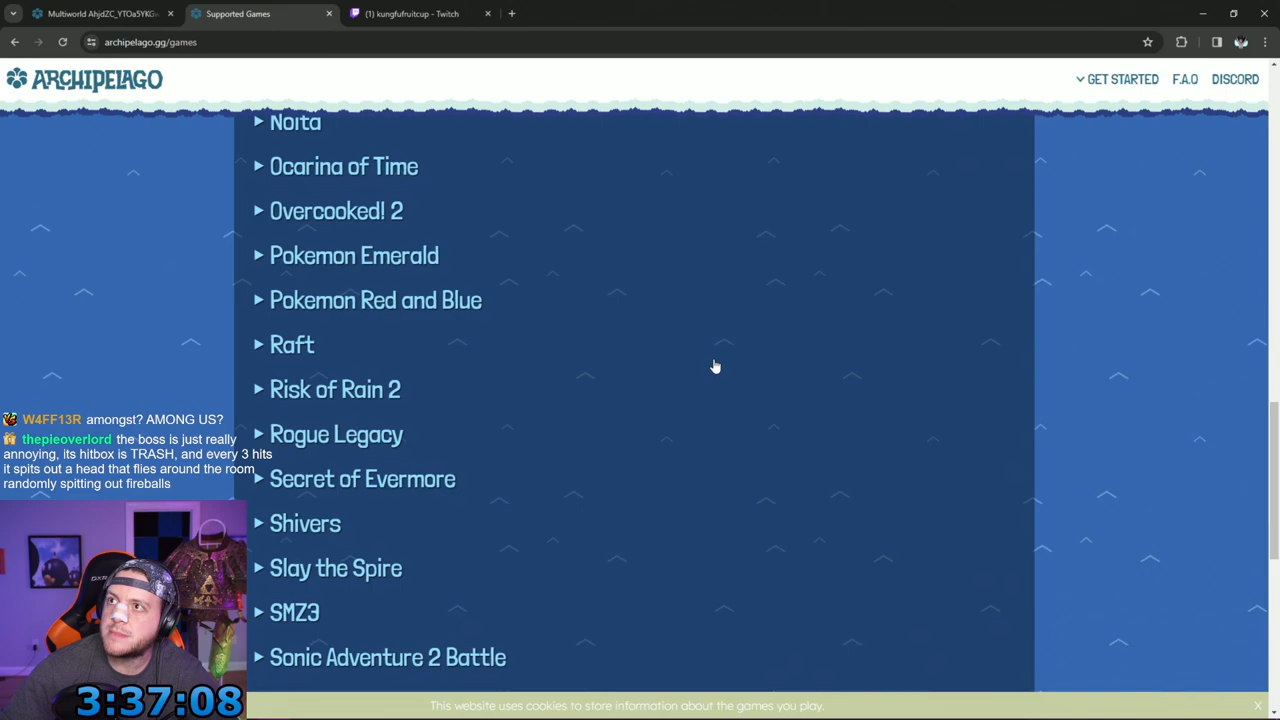 Multiworld AhjdZC_YTOa5YKG
Supported Games
(1) kungfufruitcup - Twitch
archipelago.gg/games
ARCHIPELAGO
GET STARTED F.A.Q DISCORD
Noita
Ocarina of Time
Overcooked! 2
Pokemon Emerald
Pokemon Red and Blue
Raft
Risk of Rain 2
Rogue Legacy
Secret of Evermore
Shivers
Slay the Spire
SMZ3
Sonic Adventure 2 Battle
W4FF13R amongst? AMONG US?
thepieoverlord the boss is just really
annoying, its hitbox is TRASH, and every 3 hits
it spits out a head that flies around the room
randomly spitting out fireballs
3:37:08
This website uses cookies to store information about the games you play.
X